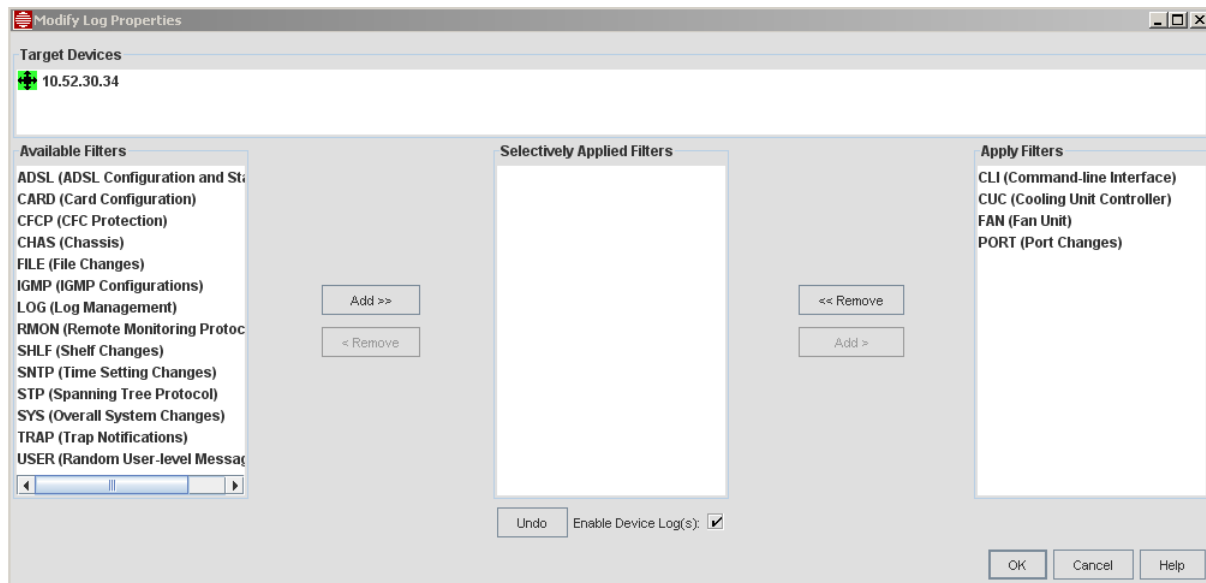 Modify Log Properties
Target Devices
10.52.30.34
Available Filters
ADSL (ADSL Configuration and
CARD (Card Configuration)
CFCP (CFC Protection)
CHAS (Chassis)
FILE (File Changes)
IGMP (IGMP Configurations)
LOG (Log Management)
RMON (Remote Monitoring
SHLF (Shelf Changes)
SNTP (Time Setting Changes)
STP (Spanning Tree Protocol)
SYS (Overall System Changes)
TRAP (Trap Notifications)
USER (Random User-level
Add >>
< Remove
Selectively Applied Filters
Undo
Enable Device Log(s):
<< Remove
Add >
Apply Filters
CLI (Command-line Interface)
CUC (Cooling Unit Controller)
FAN (Fan Unit)
PORT (Port Changes)
OK
Cancel
Help